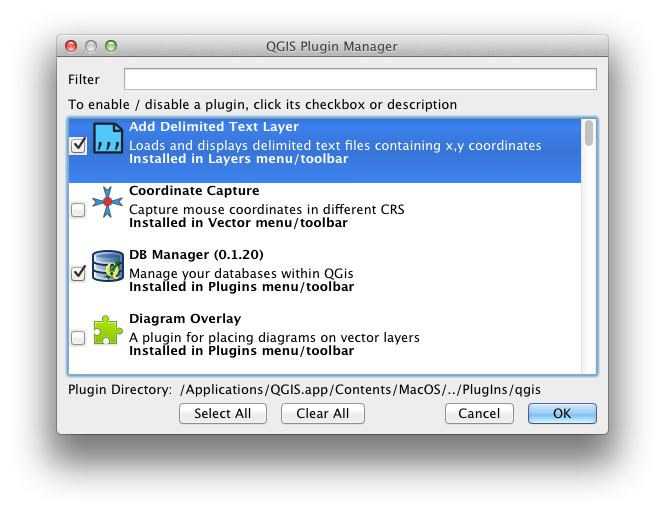 QGIS Plugin Manager
Filter
To enable / disable a plugin, click its checkbox or description
Add Delimited Text Layer
Loads and displays delimited text files containing x,y coordinates
Installed in Layers menu/toolbar
Coordinate Capture
Capture mouse coordinates in different CRS
Installed in Vector menu/toolbar
DB Manager (0.1.20)
Manage your databases within QGis
Installed in Plugins menu/toolbar
Diagram Overlay
A plugin for placing diagrams on vector layers
Installed in Plugins menu/toolbar
Plugin Directory: /Applications/QGIS.app/Contents/MacOS/../PlugIns/qgis
Select All Clear All Cancel OK